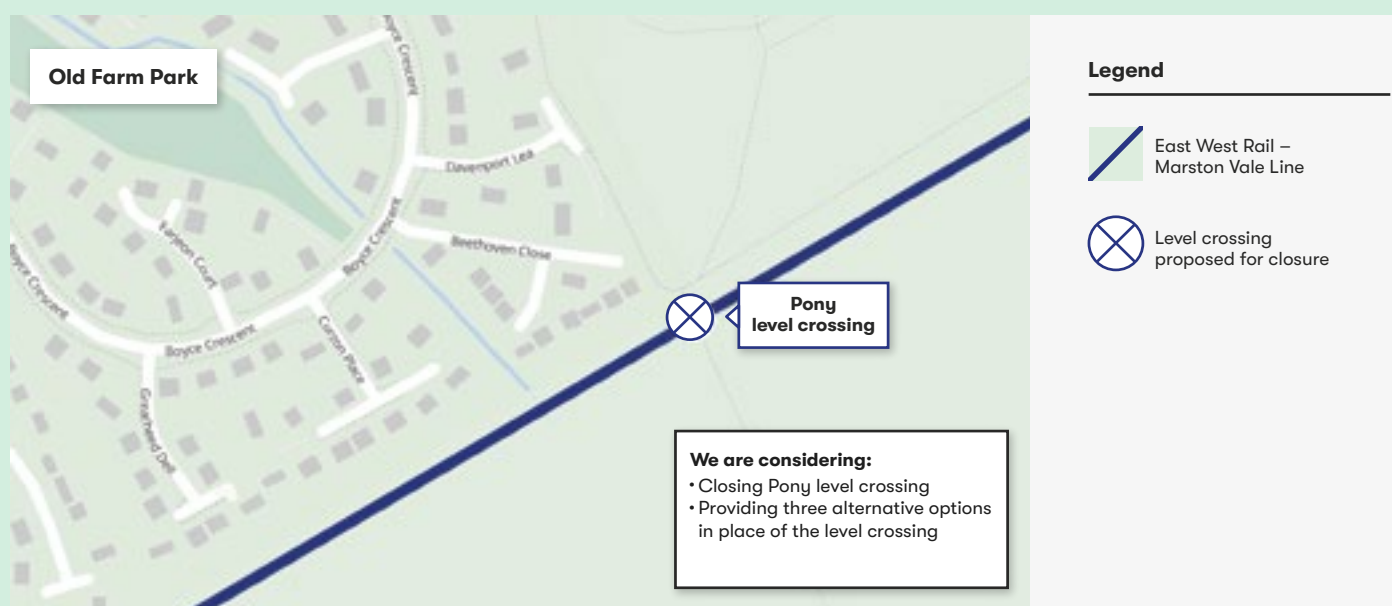 Old Farm Park
Boyce Crescent
Davenport Lea
Boyce Crescent
Beethoven Close
Boyce Crescent
Boyce Crescent
Curzon Place
Pony
level crossing
We are considering:
• Closing Pony level crossing
• Providing three alternative options
in place of the level crossing
Legend
East West Rail –
Marston Vale Line
Level crossing
proposed for closure